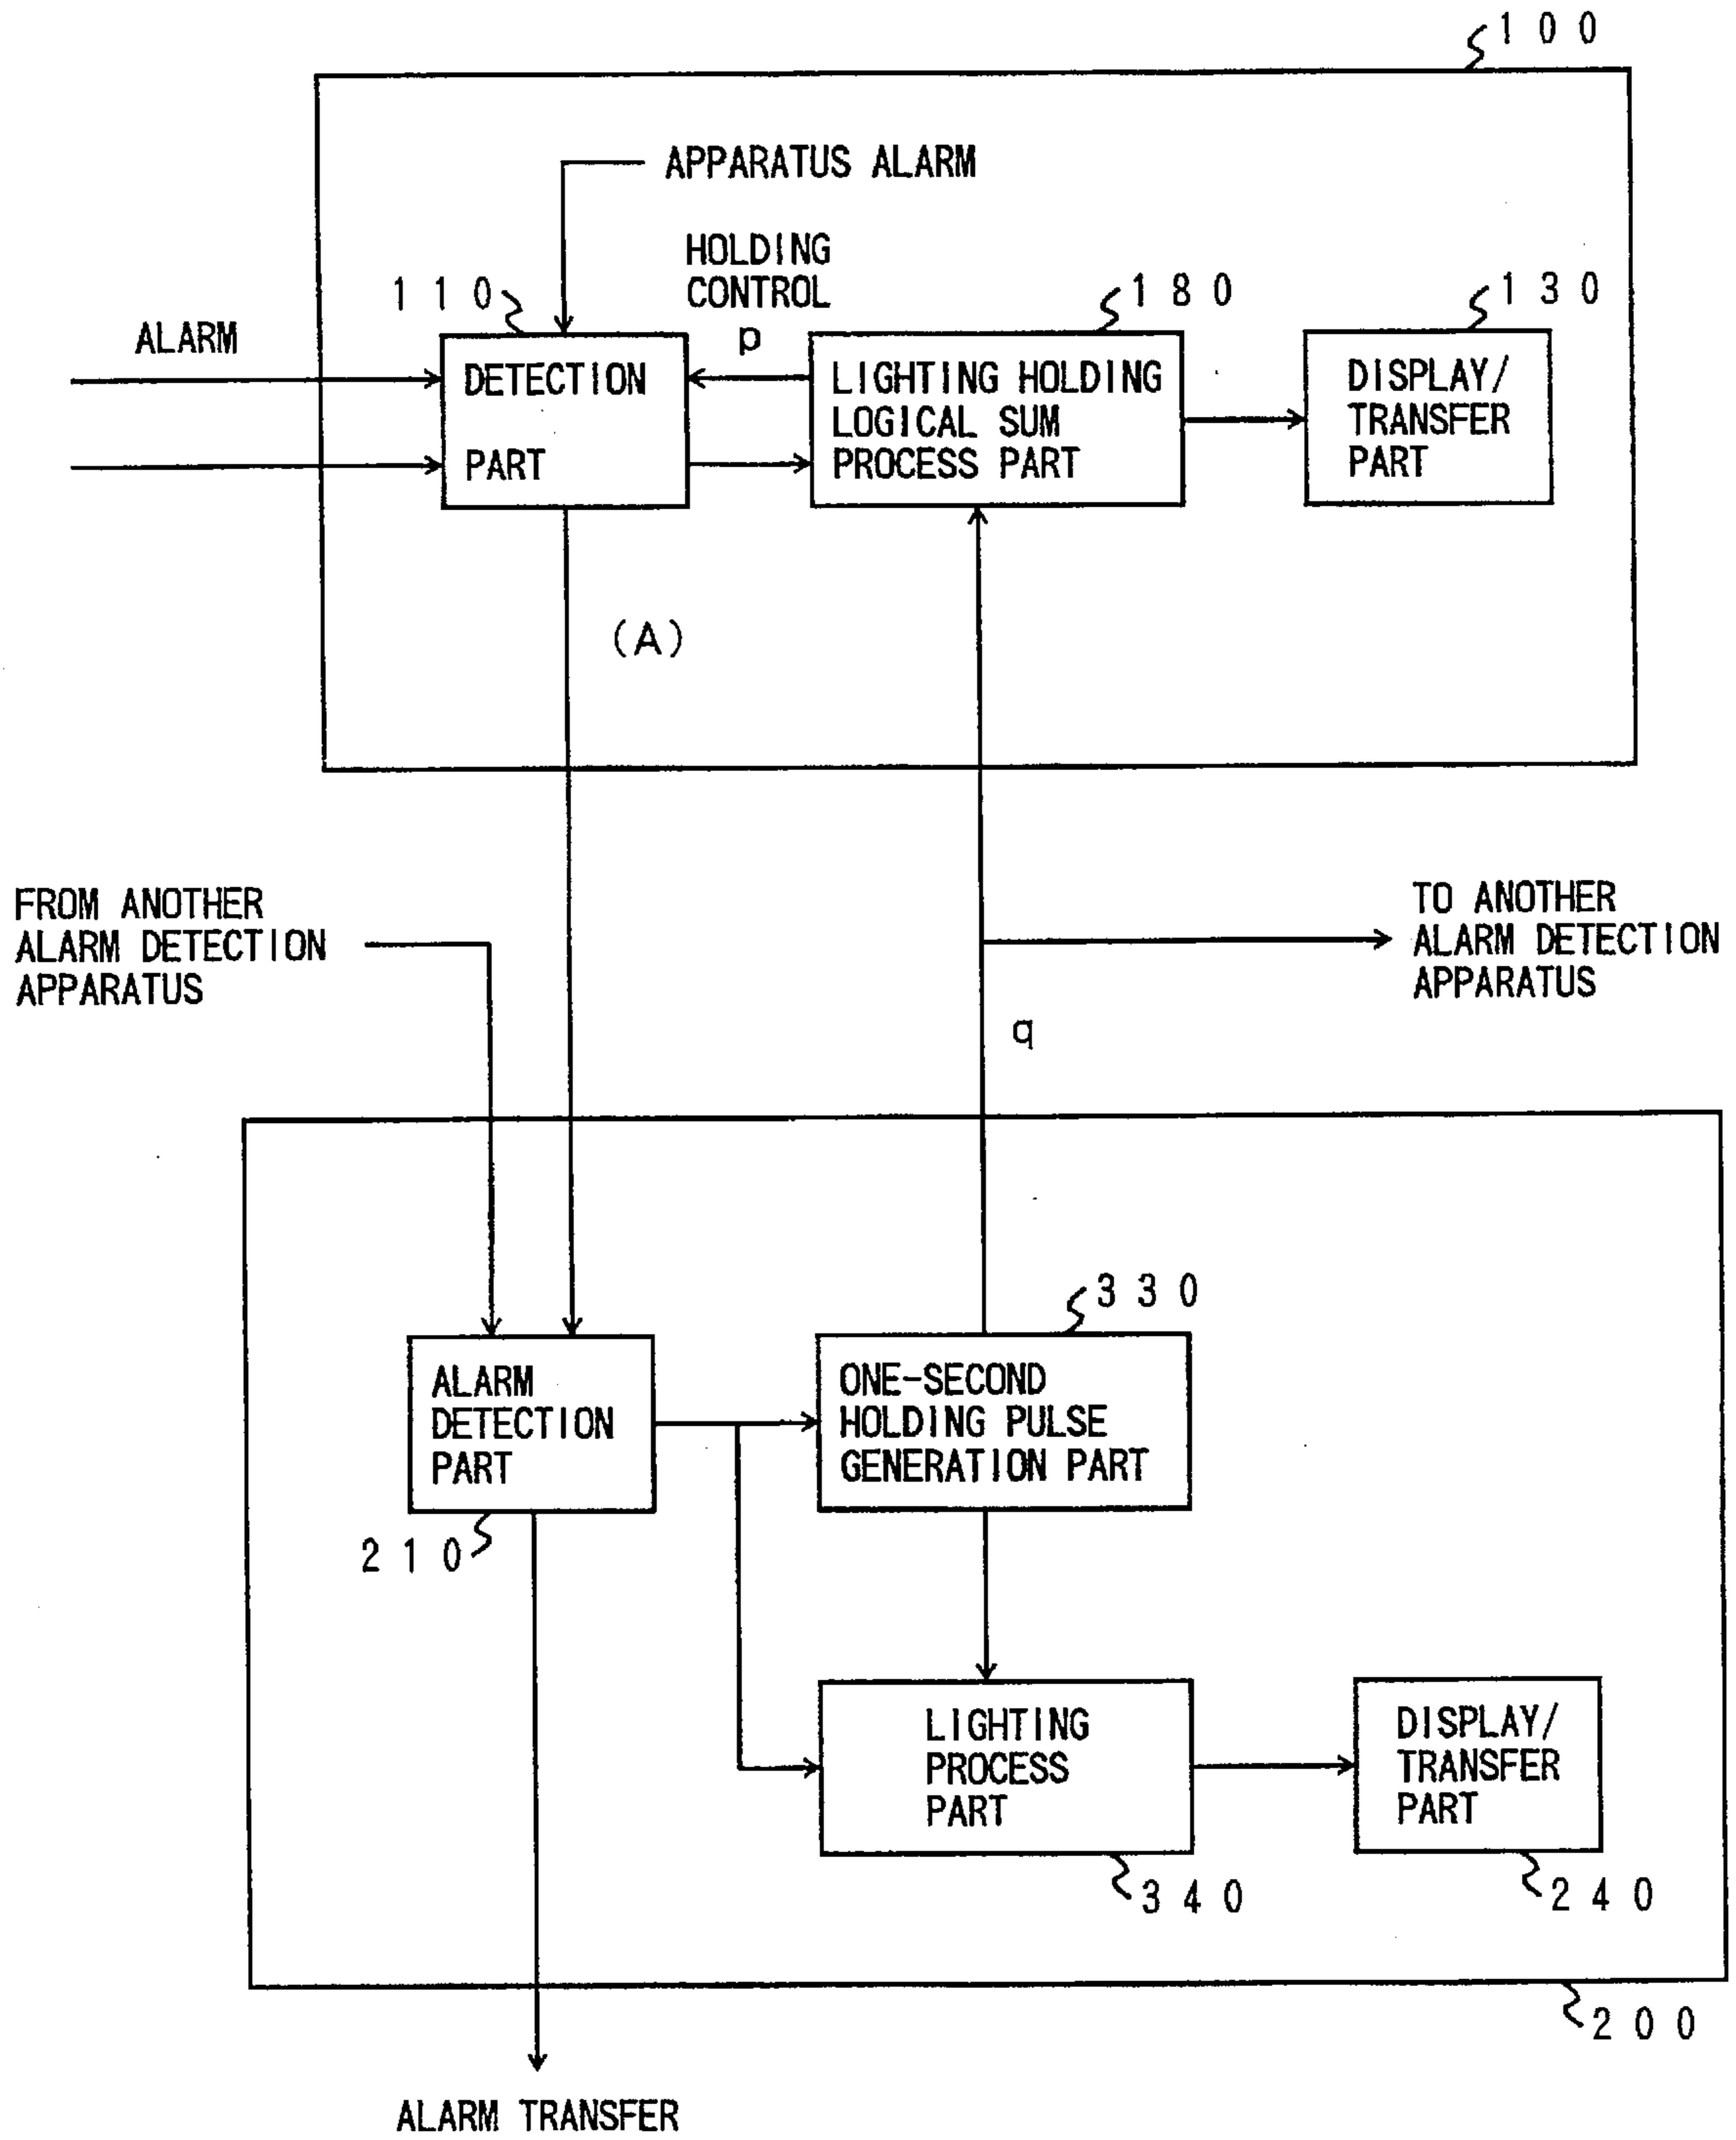 100
APPARATUS ALARM
HOLDING
CONTROL
p
110
180
130
ALARM
DETECTION
PART
LIGHTING HOLDING
LOGICAL SUM
PROCESS PART
DISPLAY/
TRANSFER
PART
(A)
FROM ANOTHER
ALARM DETECTION
APPARATUS
TO ANOTHER
ALARM DETECTION
APPARATUS
q
330
ALARM
DETECTION
PART
210
ONE-SECOND
HOLDING PULSE
GENERATION PART
LIGHTING
PROCESS
PART
340
DISPLAY/
TRANSFER
PART
240
200
ALARM TRANSFER